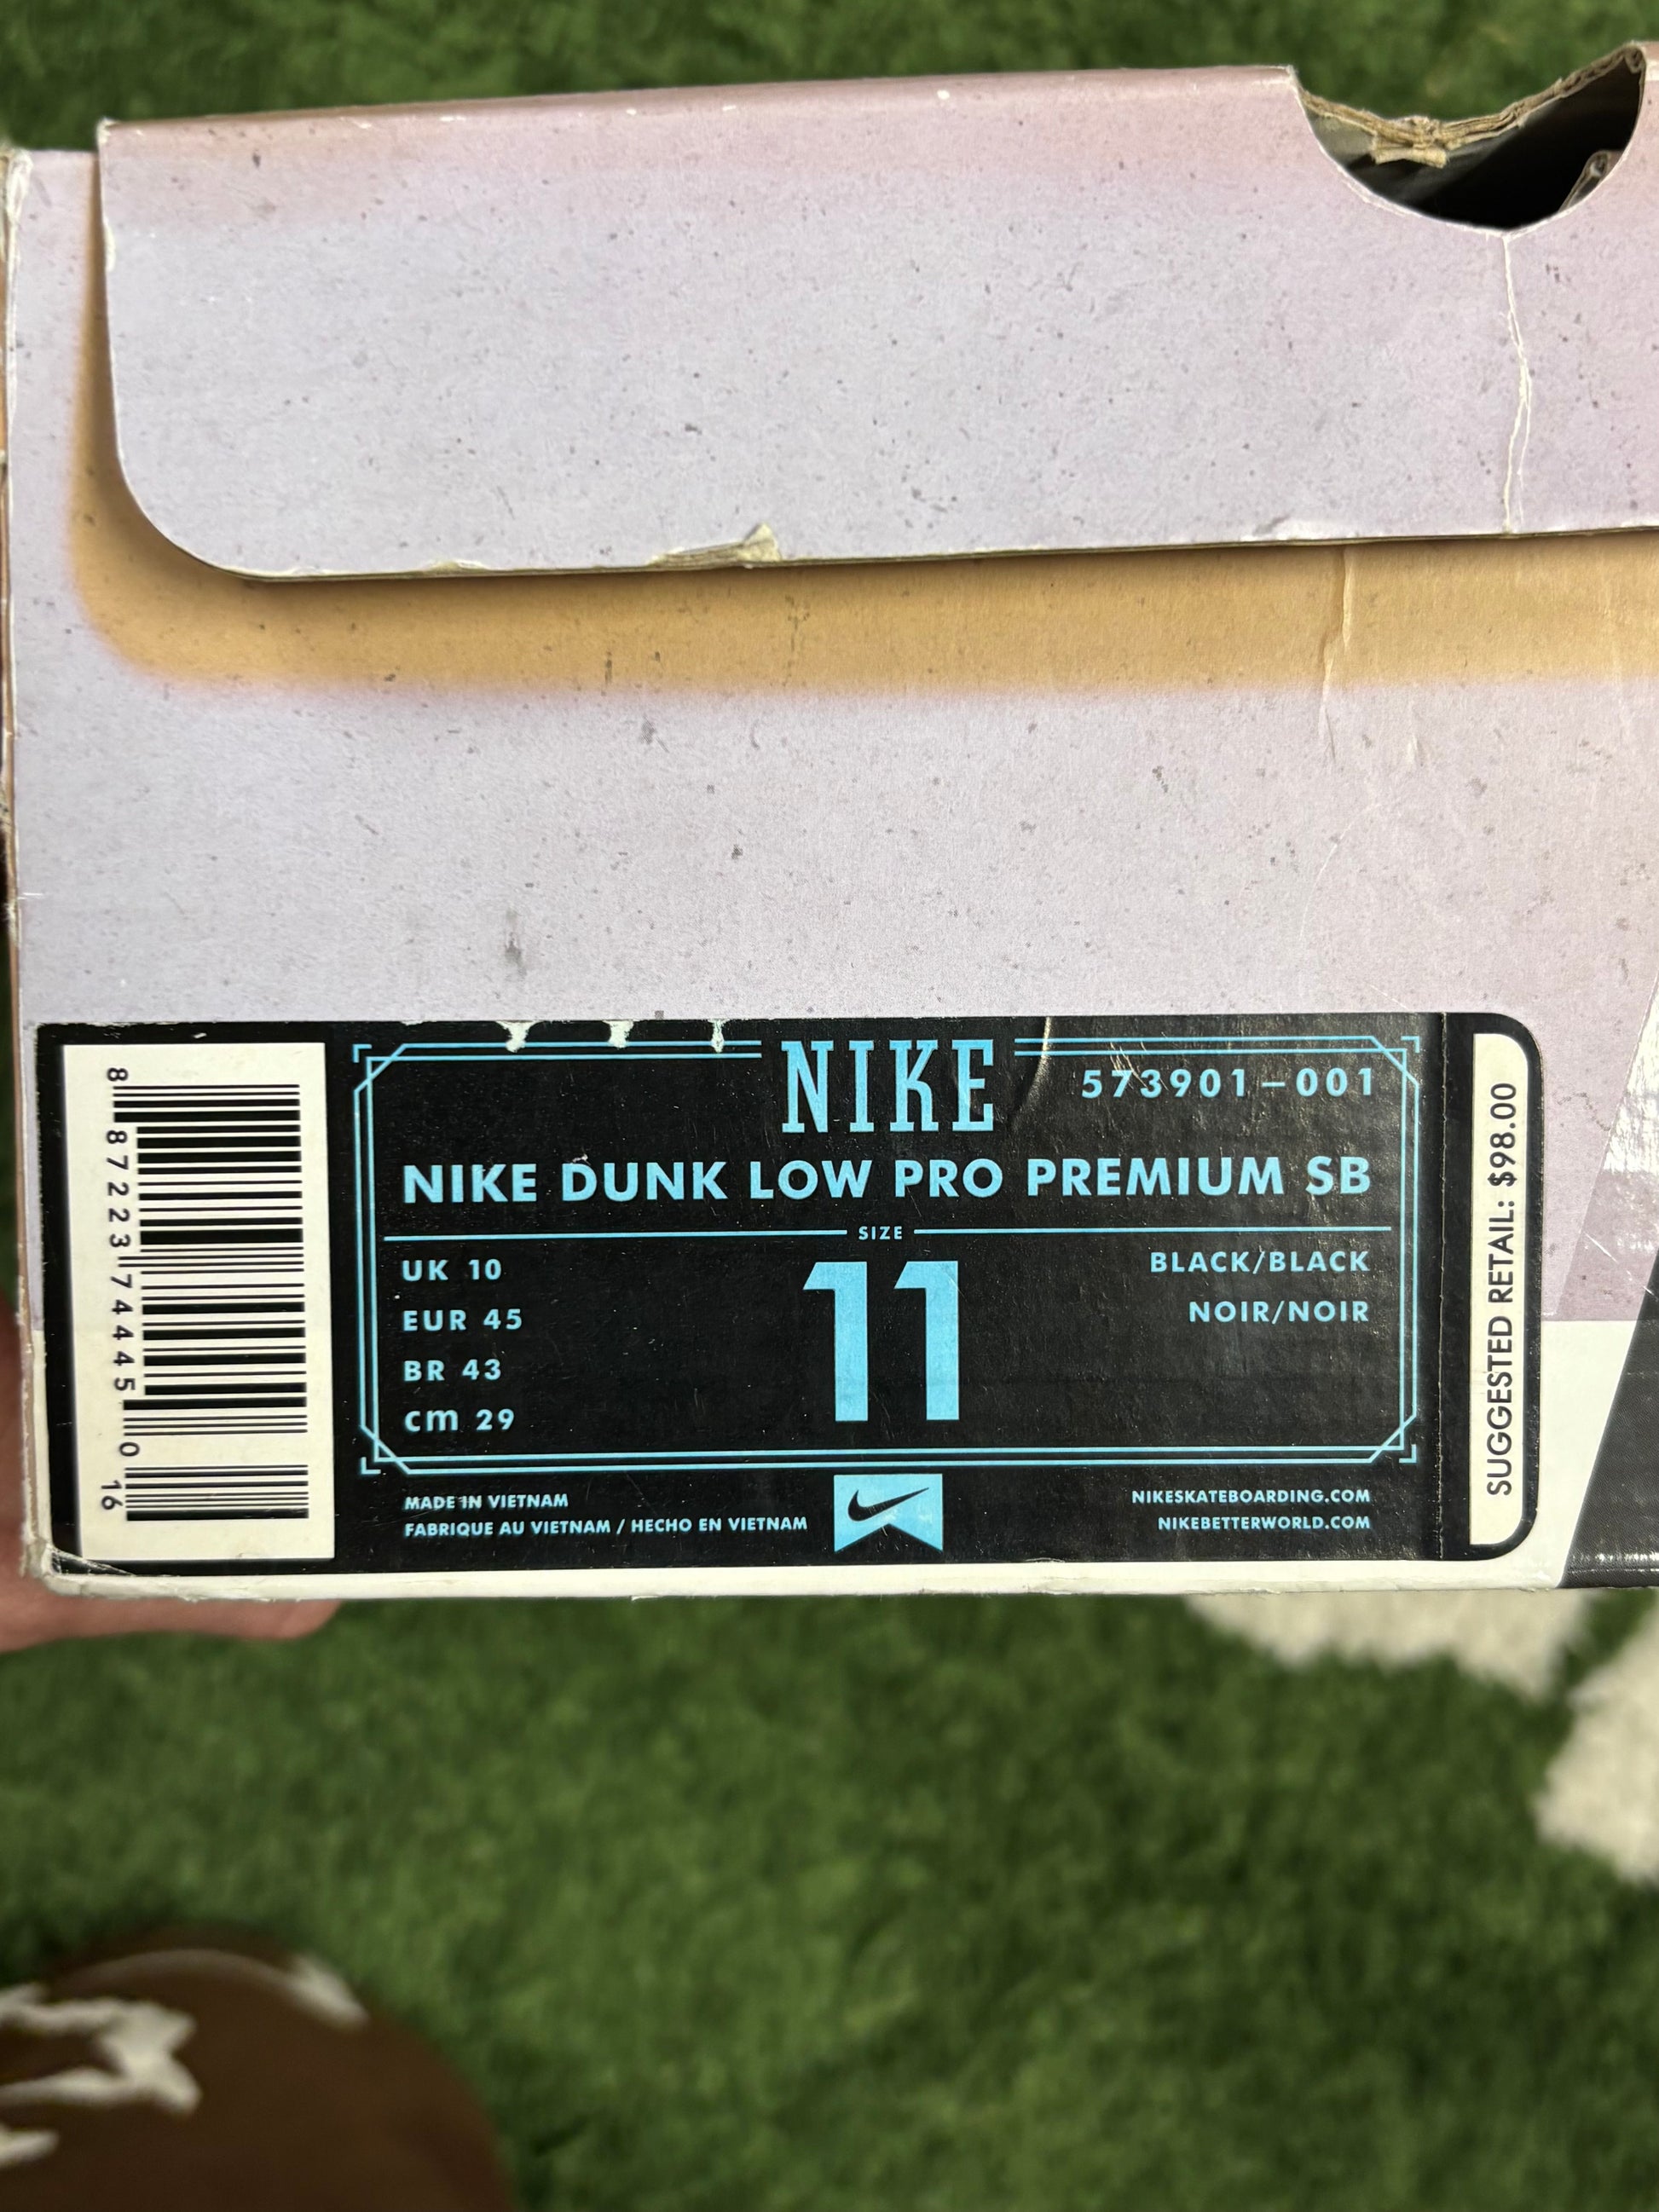 8 87223 74445 0 16
NIKE
573901-001
NIKE DUNK LOW PRO PREMIUM SB
SIZE
UK 10
EUR 45
BR 43
cm 29
11
BLACK/BLACK
NOIR/NOIR
MADE IN VIETNAM
FABRIQUE AU VIETNAM / HECHO EN VIETNAM
NIKESKATEBOARDING.COM
NIKEBETTERWORLD.COM
SUGGESTED RETAIL: $98.00